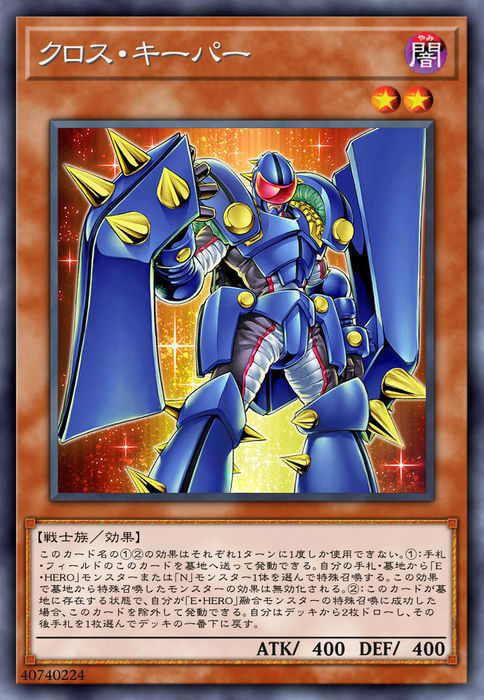 クロス・キーパー
やみ
闇
【戦士族／効果】
このカード名の①②の効果はそれぞれ1ターンに1度しか使用できない。①：手札
・フィールドのこのカードを墓地へ送って発動できる。自分の手札・墓地から「E
・HERO」モンスターまたは「N」モンスター1体を選んで特殊召喚する。この効果
で墓地から特殊召喚したモンスターの効果は無効化される。②：このカードが墓
地に存在する状態で、自分が「E・HERO」融合モンスターの特殊召喚に成功した
場合、このカードを除外して発動できる。自分はデッキから2枚ドローし、その
後手札を1枚選んでデッキの一番下に戻す。
ATK/ 400 DEF/ 400
40740224